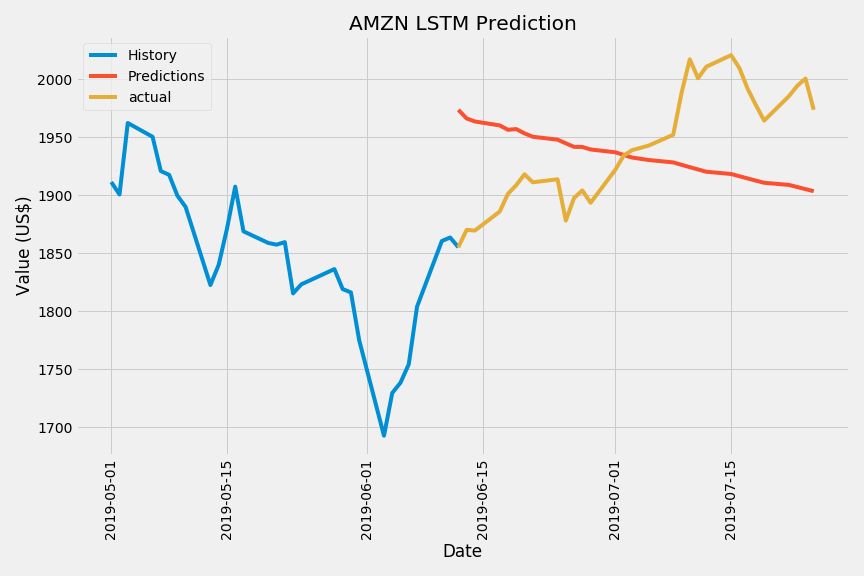 AMZN LSTM Prediction
History
Predictions
actual
2000
1950
1900
1850
1800
1750
1700
Value (US$)
2019-05-01
2019-05-15
2019-06-01
2019-06-15
2019-07-01
2019-07-15
Date